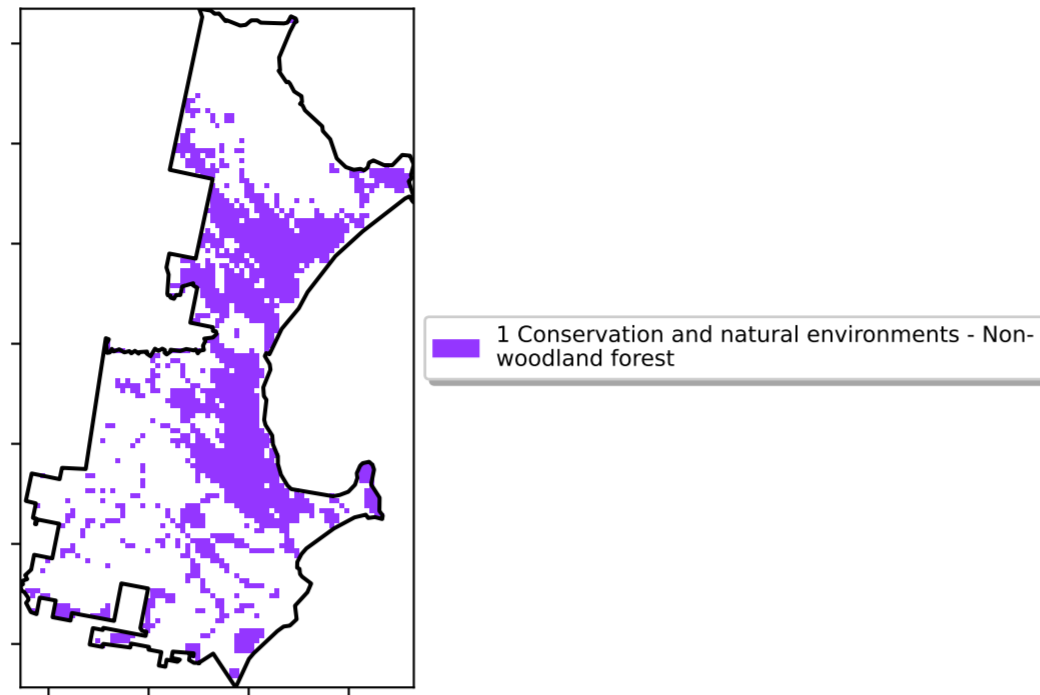 1 Conservation and natural environments - Non-
woodland forest